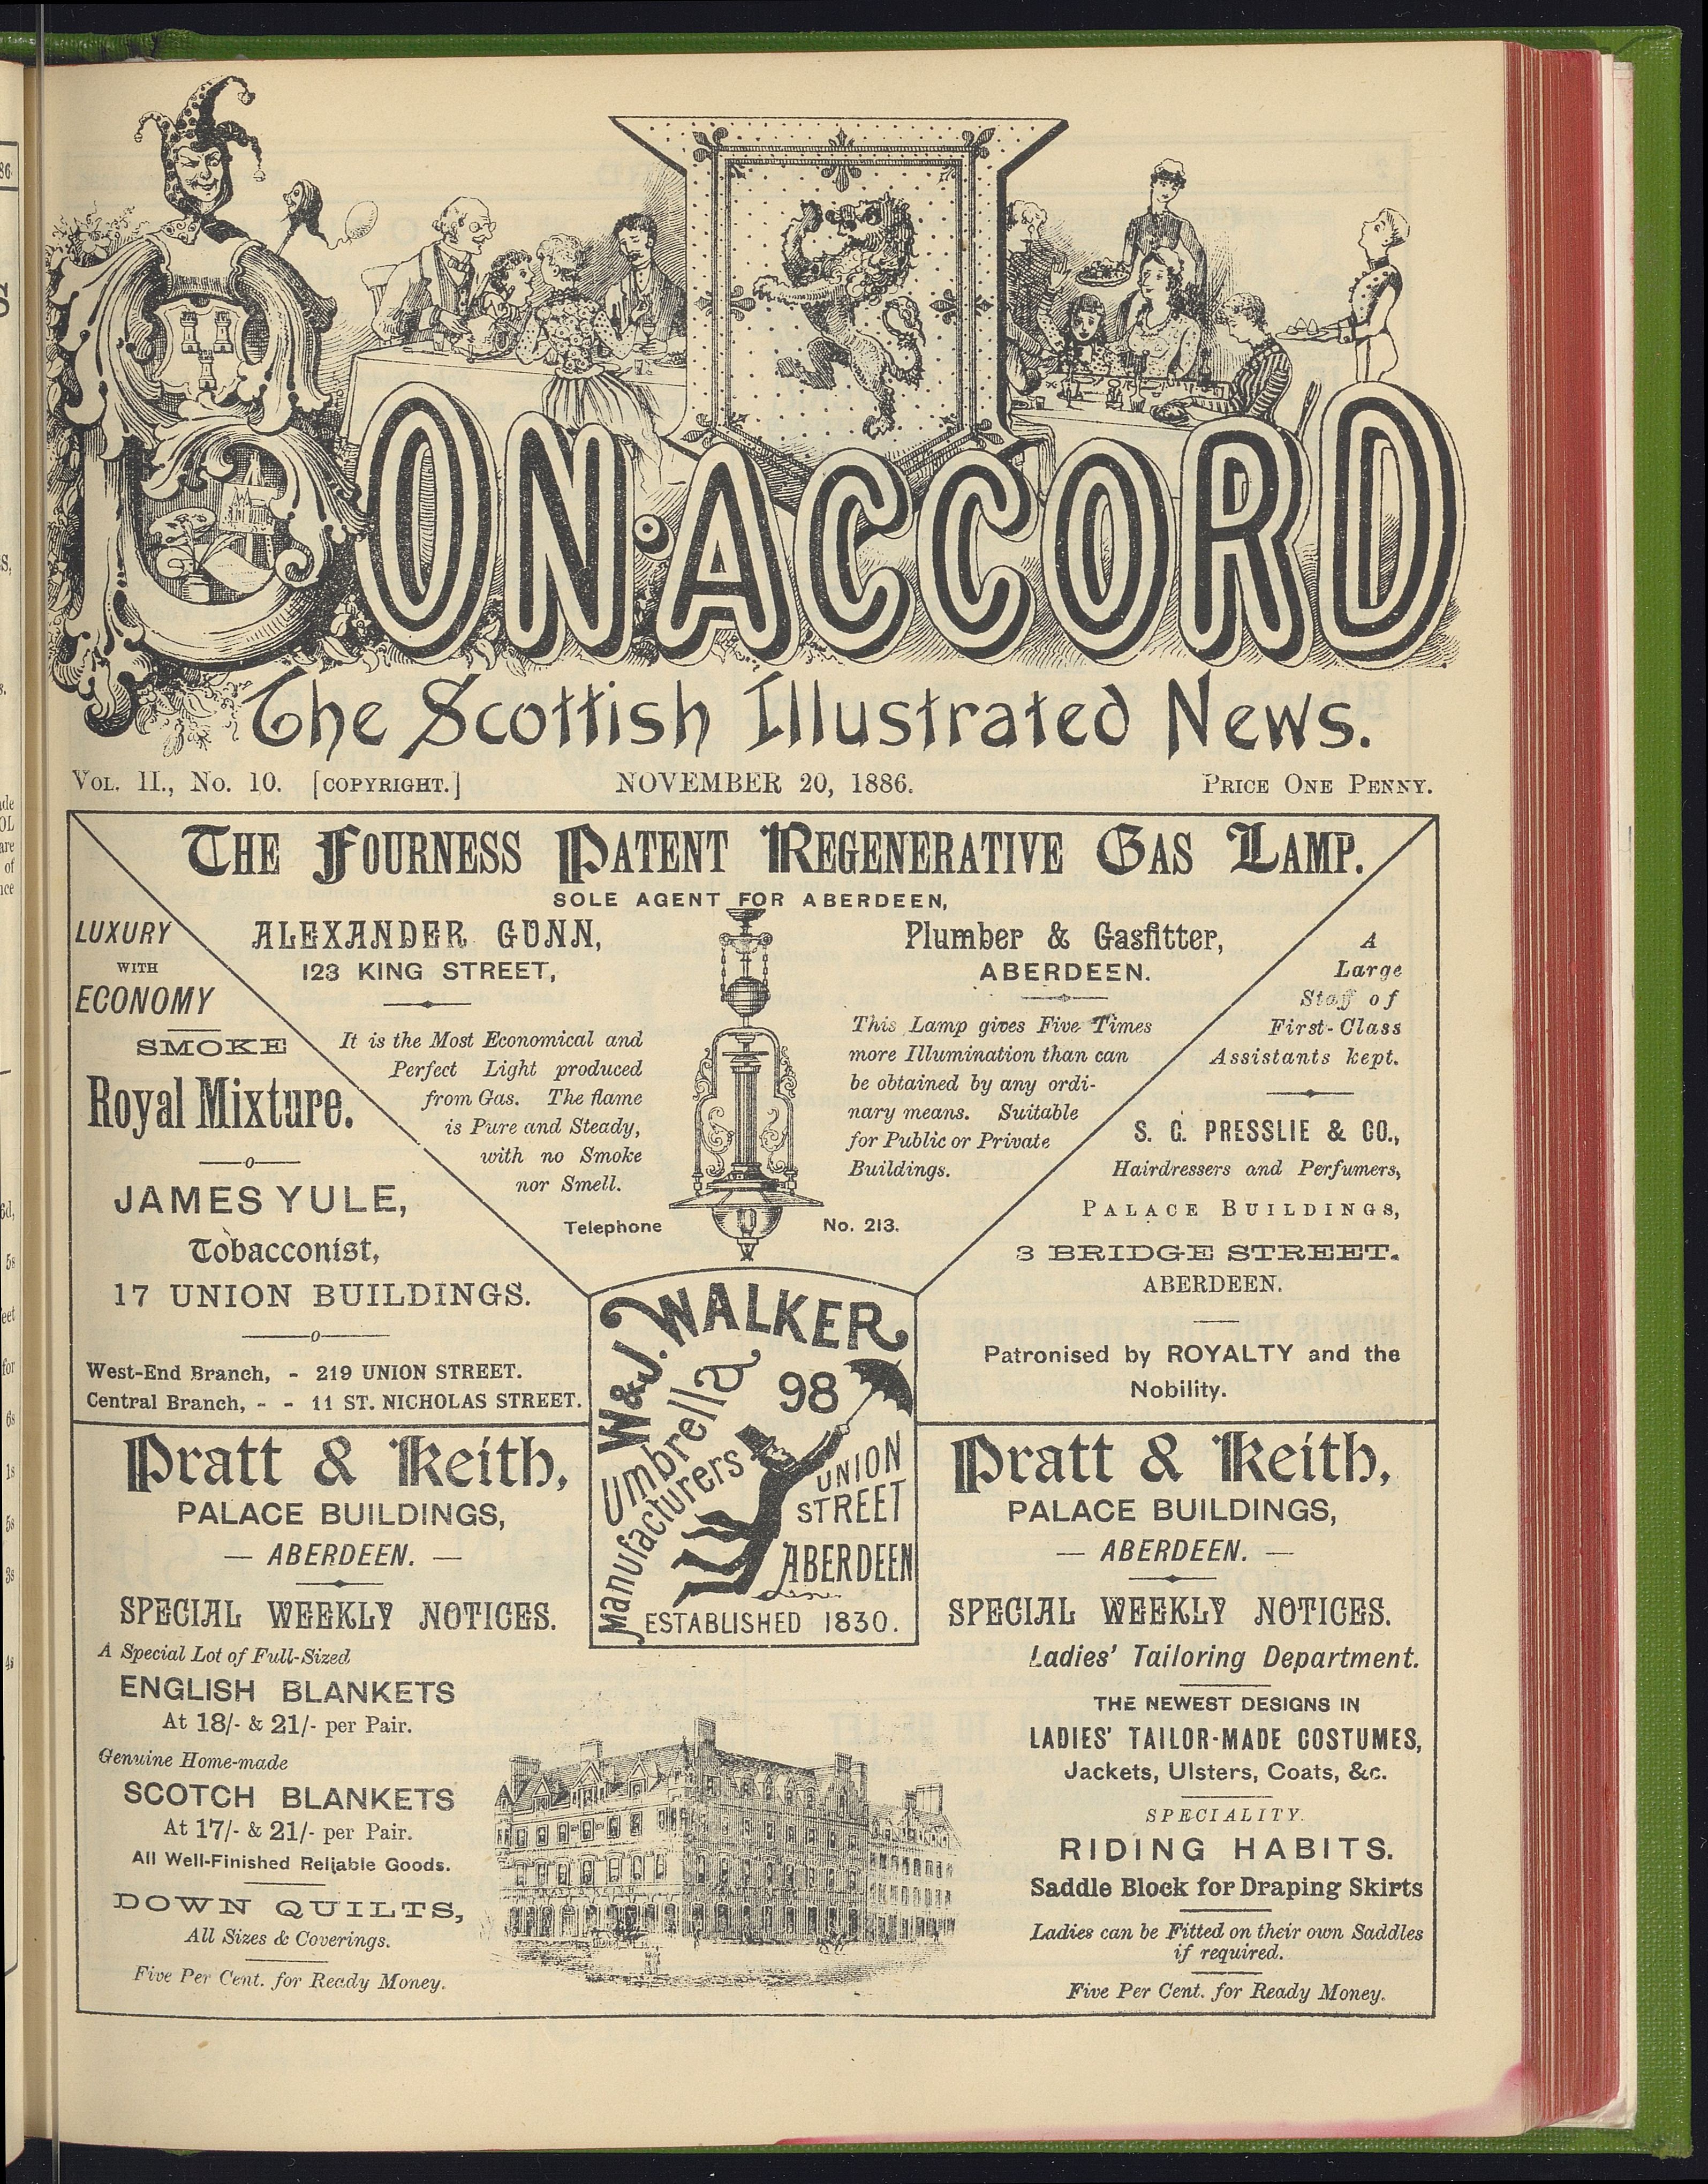 BON·ACCORD
The Scottish Illustrated News.
VOL. II., No. 10. [COPYRIGHT.] NOVEMBER 20, 1886. PRICE ONE PENNY.
THE FOURNESS PATENT REGENERATIVE GAS LAMP.
SOLE AGENT FOR ABERDEEN,
ALEXANDER GUNN,
123 KING STREET,
Plumber & Gasfitter,
ABERDEEN.
It is the Most Economical and
Perfect Light produced
from Gas. The flame
is Pure and Steady,
with no Smoke
nor Smell.
This Lamp gives Five Times
more Illumination than can
be obtained by any ordi-
nary means. Suitable
for Public or Private
Buildings.
Telephone No. 213.
LUXURY
WITH
ECONOMY
SMOKE
Royal Mixture.
JAMES YULE,
Tobacconist,
17 UNION BUILDINGS.
West-End Branch, - 219 UNION STREET.
Central Branch, - - 11 ST. NICHOLAS STREET.
A
Large
Staff of
First-Class
Assistants kept.
S. C. PRESSLIE & CO.,
Hairdressers and Perfumers,
PALACE BUILDINGS,
3 BRIDGE STREET.
ABERDEEN.
Patronised by ROYALTY and the
Nobility.
W & J. WALKER
Umbrella
Manufacturers
98
UNION
STREET
ABERDEEN
ESTABLISHED 1830.
Pratt & Keith,
PALACE BUILDINGS,
— ABERDEEN. —
SPECIAL WEEKLY NOTICES.
A Special Lot of Full-Sized
ENGLISH BLANKETS
At 18/- & 21/- per Pair.
Genuine Home-made
SCOTCH BLANKETS
At 17/- & 21/- per Pair.
All Well-Finished Reliable Goods.
DOWN QUILTS,
All Sizes & Coverings.
Five Per Cent. for Ready Money.
Pratt & Keith,
PALACE BUILDINGS,
— ABERDEEN. —
SPECIAL WEEKLY NOTICES.
Ladies' Tailoring Department.
THE NEWEST DESIGNS IN
LADIES' TAILOR-MADE COSTUMES,
Jackets, Ulsters, Coats, &c.
SPECIALITY.
RIDING HABITS.
Saddle Block for Draping Skirts
Ladies can be Fitted on their own Saddles
if required.
Five Per Cent. for Ready Money.